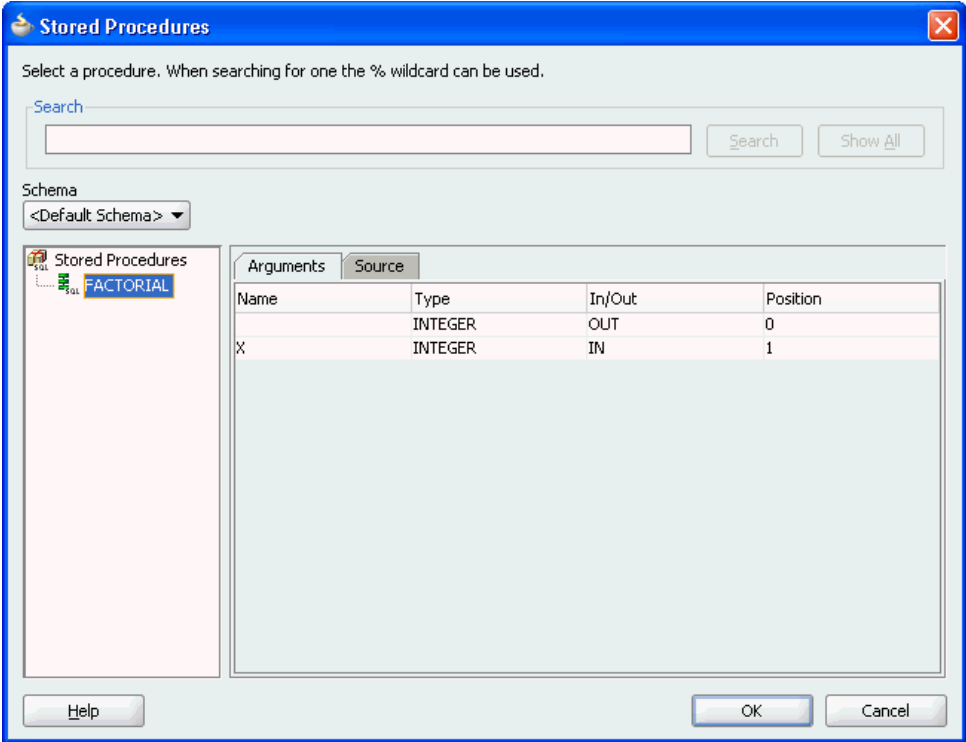 Stored Procedures
Select a procedure. When searching for one the % wildcard can be used.
Search
Search Show All
Schema
<Default Schema>
SQL Stored Procedures
SQL FACTORIAL
Arguments Source
Name Type In/Out Position
INTEGER OUT 0
X INTEGER IN 1
Help OK Cancel